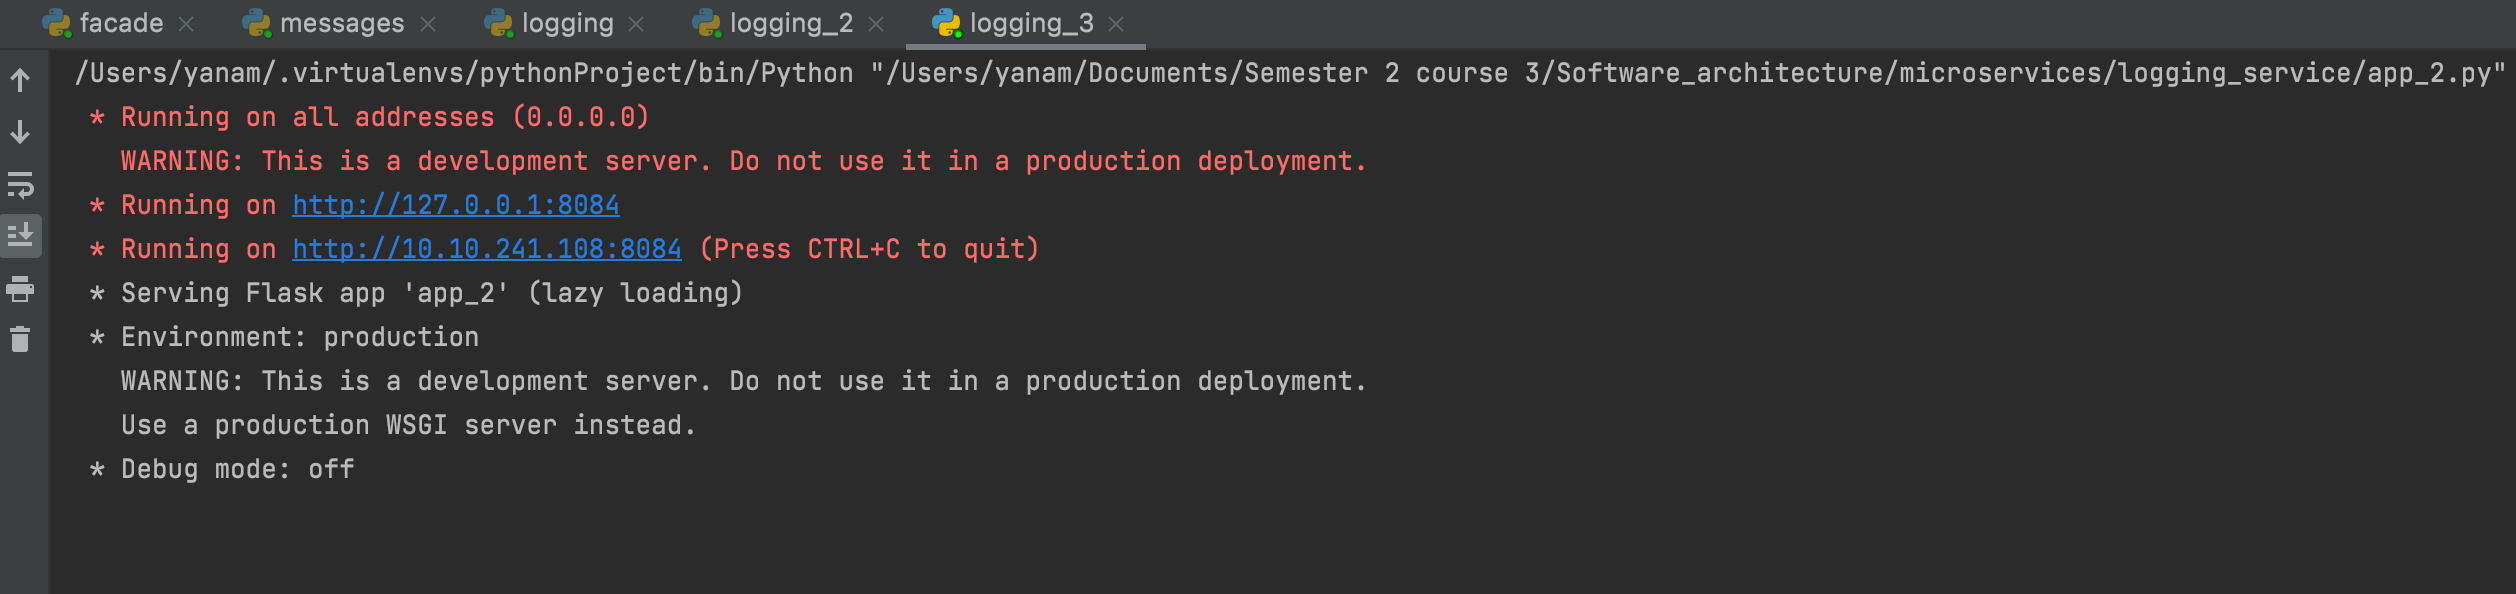 facade messages logging logging_2 logging_3
/Users/yanam/.virtualenvs/pythonProject/bin/Python "/Users/yanam/Documents/Semester 2 course 3/Software_architecture/microservices/logging_service/app_2.py"
* Running on all addresses (0.0.0.0)
WARNING: This is a development server. Do not use it in a production deployment.
* Running on http://127.0.0.1:8084
* Running on http://10.10.241.108:8084 (Press CTRL+C to quit)
* Serving Flask app 'app_2' (lazy loading)
* Environment: production
WARNING: This is a development server. Do not use it in a production deployment.
Use a production WSGI server instead.
* Debug mode: off